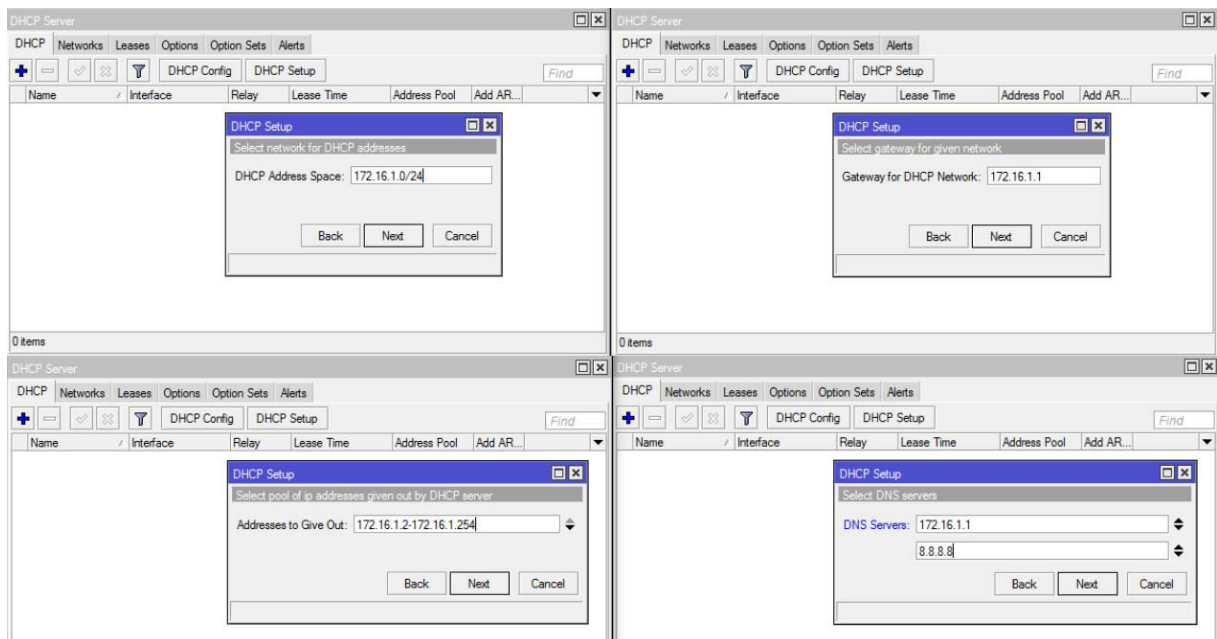 DHCP Server
DHCP Networks Leases Options Option Sets Alerts
DHCP Config DHCP Setup Find
Name Interface Relay Lease Time Address Pool Add AR...
DHCP Setup
Select network for DHCP addresses
DHCP Address Space: 172.16.1.0/24
Back Next Cancel
0 items
DHCP Server
DHCP Networks Leases Options Option Sets Alerts
DHCP Config DHCP Setup Find
Name Interface Relay Lease Time Address Pool Add AR...
DHCP Setup
Select gateway for given network
Gateway for DHCP Network: 172.16.1.1
Back Next Cancel
0 items
DHCP Server
DHCP Networks Leases Options Option Sets Alerts
DHCP Config DHCP Setup Find
Name Interface Relay Lease Time Address Pool Add AR...
DHCP Setup
Select pool of ip addresses given out by DHCP server
Addresses to Give Out: 172.16.1.2-172.16.1.254
Back Next Cancel
DHCP Server
DHCP Networks Leases Options Option Sets Alerts
DHCP Config DHCP Setup Find
Name Interface Relay Lease Time Address Pool Add AR...
DHCP Setup
Select DNS servers
DNS Servers: 172.16.1.1
8.8.8.8
Back Next Cancel